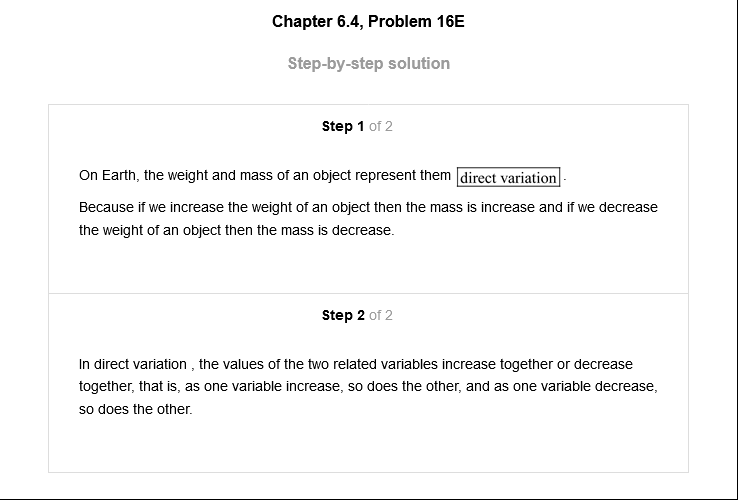 Chapter 6.4, Problem 16E
Step-by-step solution
Step 1 of 2
On Earth, the weight and mass of an object represent them direct variation .
Because if we increase the weight of an object then the mass is increase and if we decrease
the weight of an object then the mass is decrease.
Step 2 of 2
In direct variation , the values of the two related variables increase together or decrease
together, that is, as one variable increase, so does the other, and as one variable decrease,
so does the other.